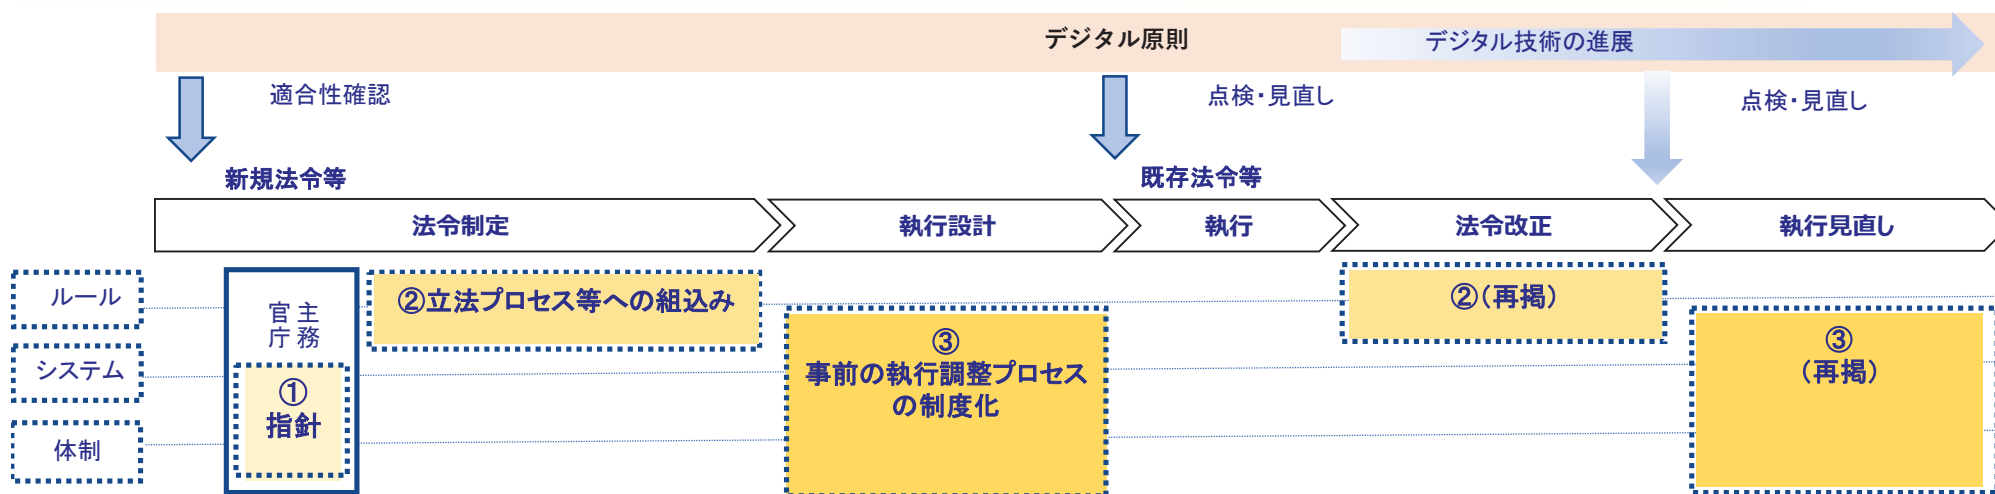 デジタル原則
デジタル技術の進展
適合性確認
点検・見直し
点検・見直し
新規法令等
既存法令等
法令制定
執行設計
執行
法令改正
執行見直し
ルール
システム
体制
主務
官庁
①
指針
②立法プロセス等への組込み
③
事前の執行調整プロセス
の制度化
②(再掲)
③
(再掲)